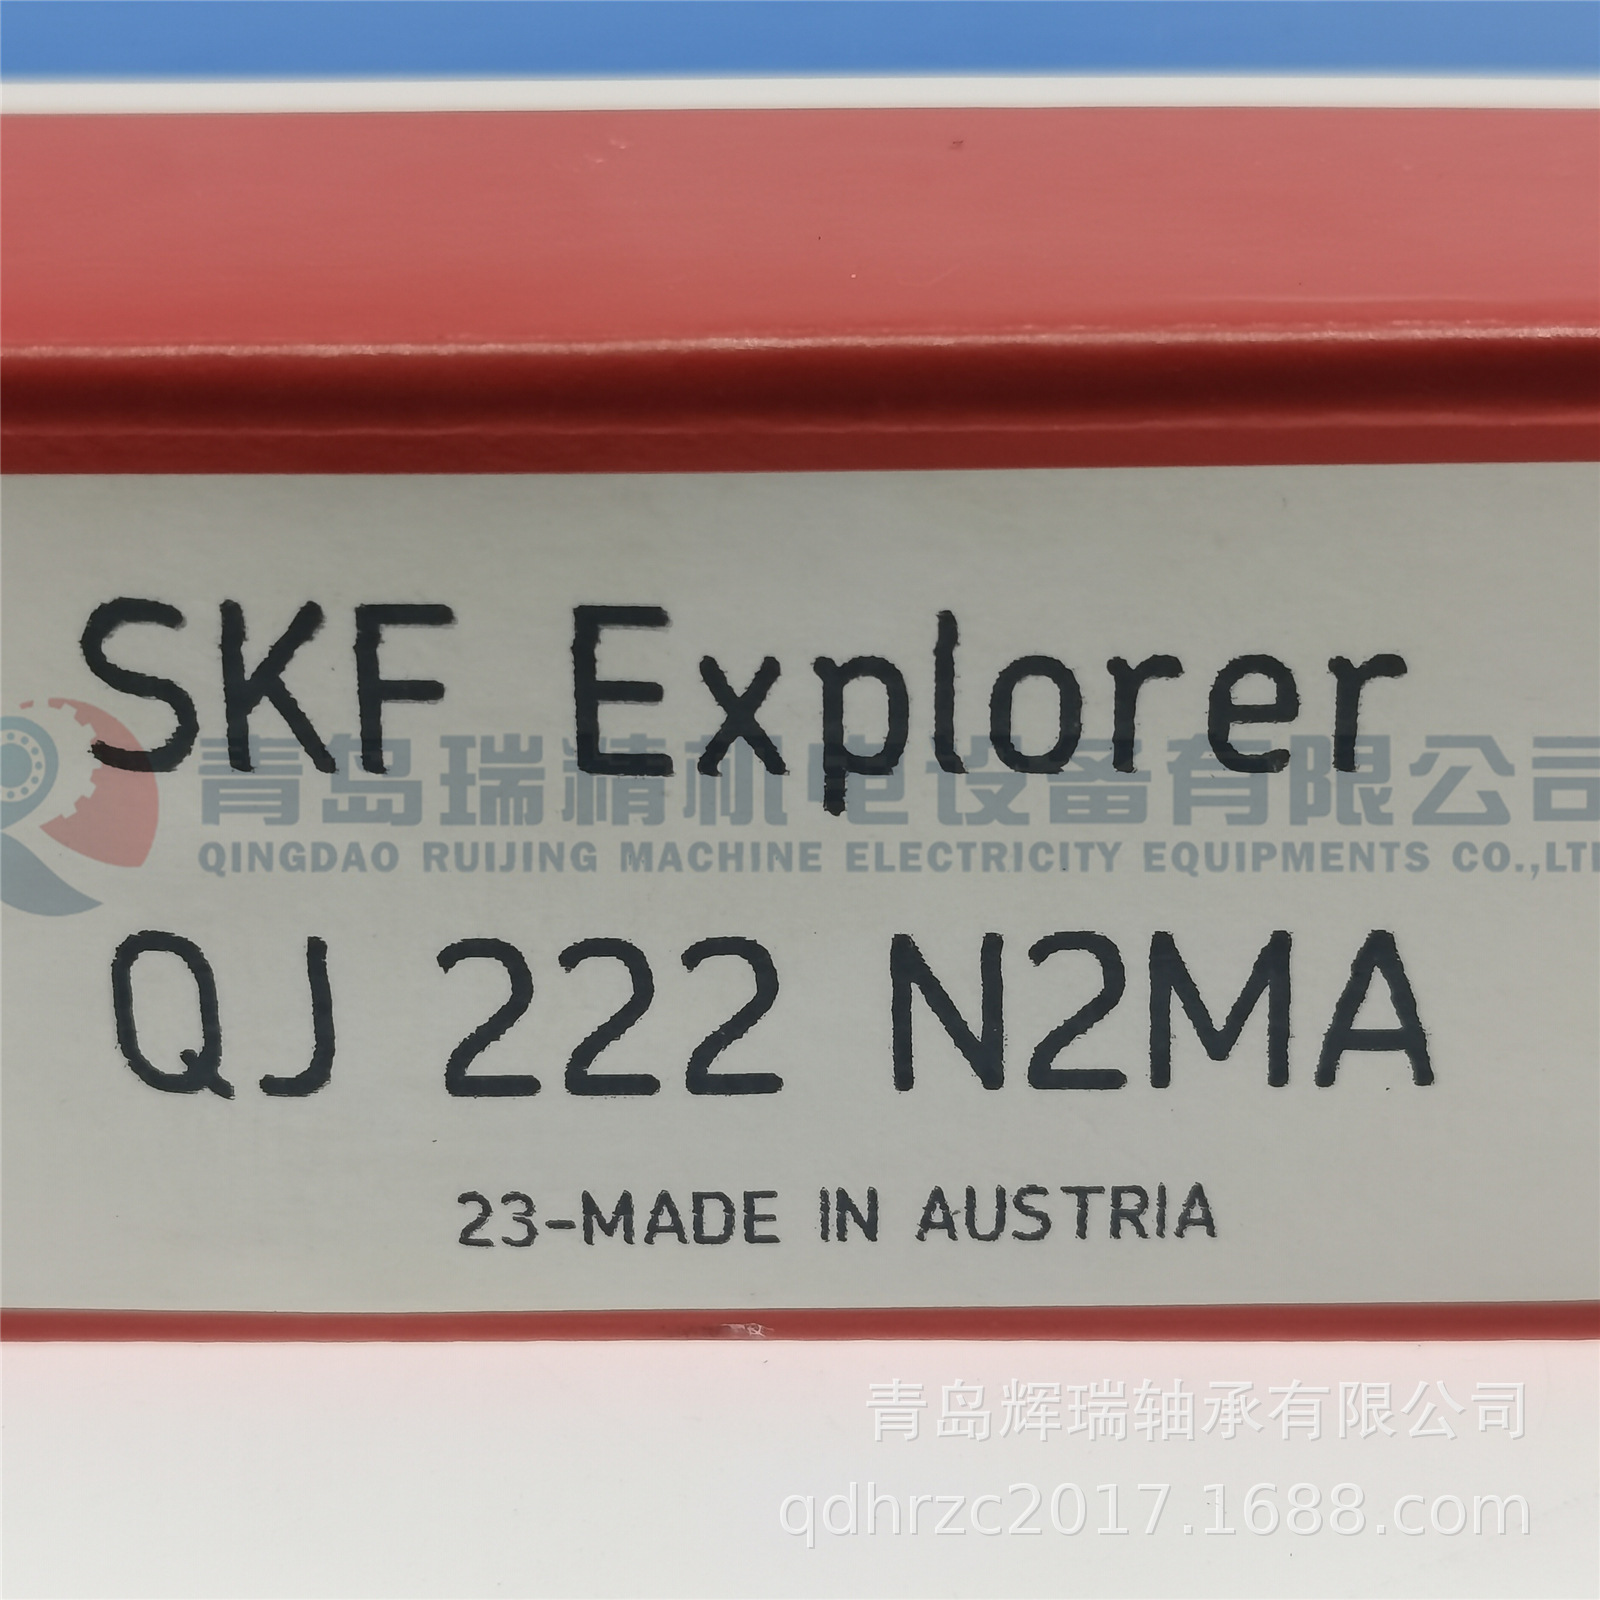 SKF Explorer
青岛瑞精机电设备有限公司
QINGDAO RUIJING MACHINE ELECTRICITY EQUIPMENTS CO.,LT
QJ 222 N2MA
23-MADE IN AUSTRIA
青岛辉瑞轴承有限公司
qdhrzc2017.1688.com